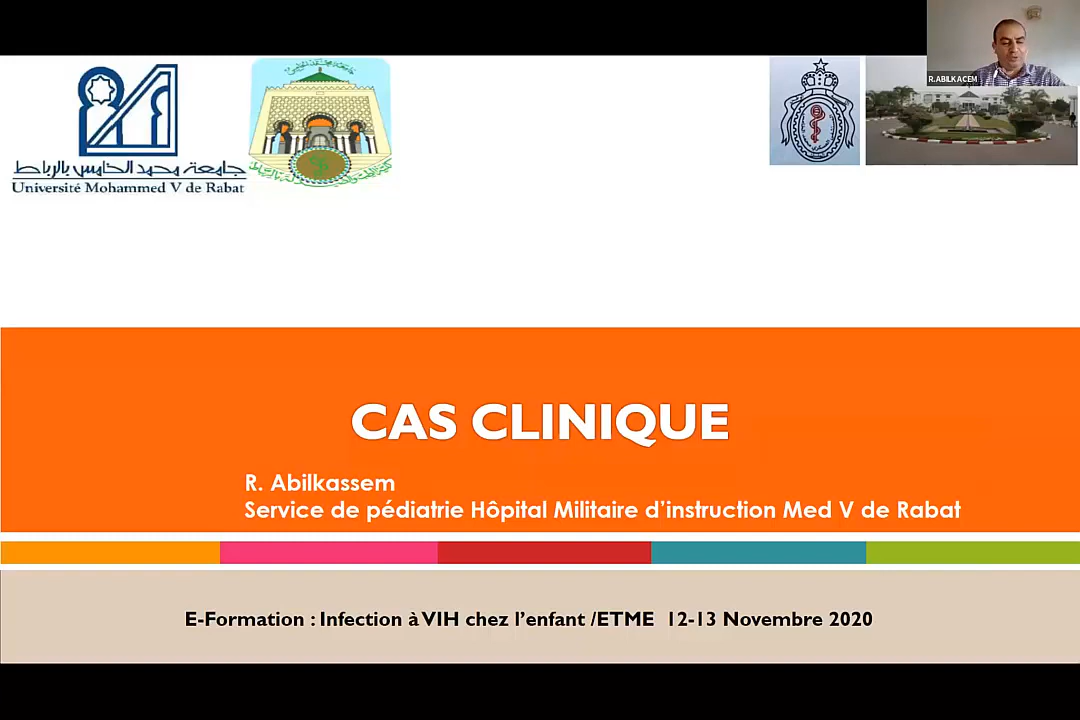 R.ABILKACEM
جامعة محمد الخامس بالرباط
Université Mohammed V de Rabat
CAS CLINIQUE
R. Abilkassem
Service de pédiatrie Hôpital Militaire d’instruction Med V de Rabat
E-Formation : Infection à VIH chez l’enfant /ETME 12-13 Novembre 2020